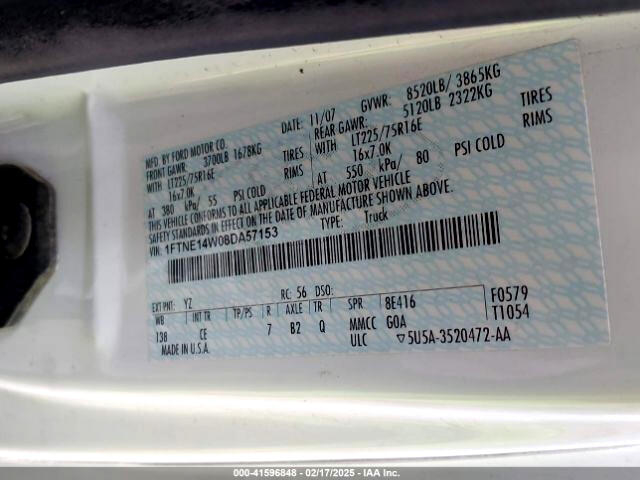 MFD. BY FORD MOTOR CO.
DATE: 11/07 GVWR: 8520LB/ 3865KG
FRONT GAWR: 3700LB 1678KG REAR GAWR: 5120LB 2322KG
WITH LT225/75R16E TIRES WITH LT225/75R16E TIRES
16x7.0K RIMS 16x7.0K RIMS
AT 380 kPa/ 55 PSI COLD AT 550 kPa/ 80 PSI COLD
THIS VEHICLE CONFORMS TO ALL APPLICABLE FEDERAL MOTOR VEHICLE
SAFETY STANDARDS IN EFFECT ON THE DATE OF MANUFACTURE SHOWN ABOVE.
VIN: 1FTNE14W08DA57153 TYPE: Truck
EXT PNT: YZ RC: 56 DSO: F0579
WB INT TR TP/PS R AXLE TR SPR 8E416 T1054
138 CE 7 B2 Q MMCC G0A
MADE IN U.S.A. ULC ▽5U5A-3520472-AA
000-41596848 - 02/17/2025 - IAA Inc.